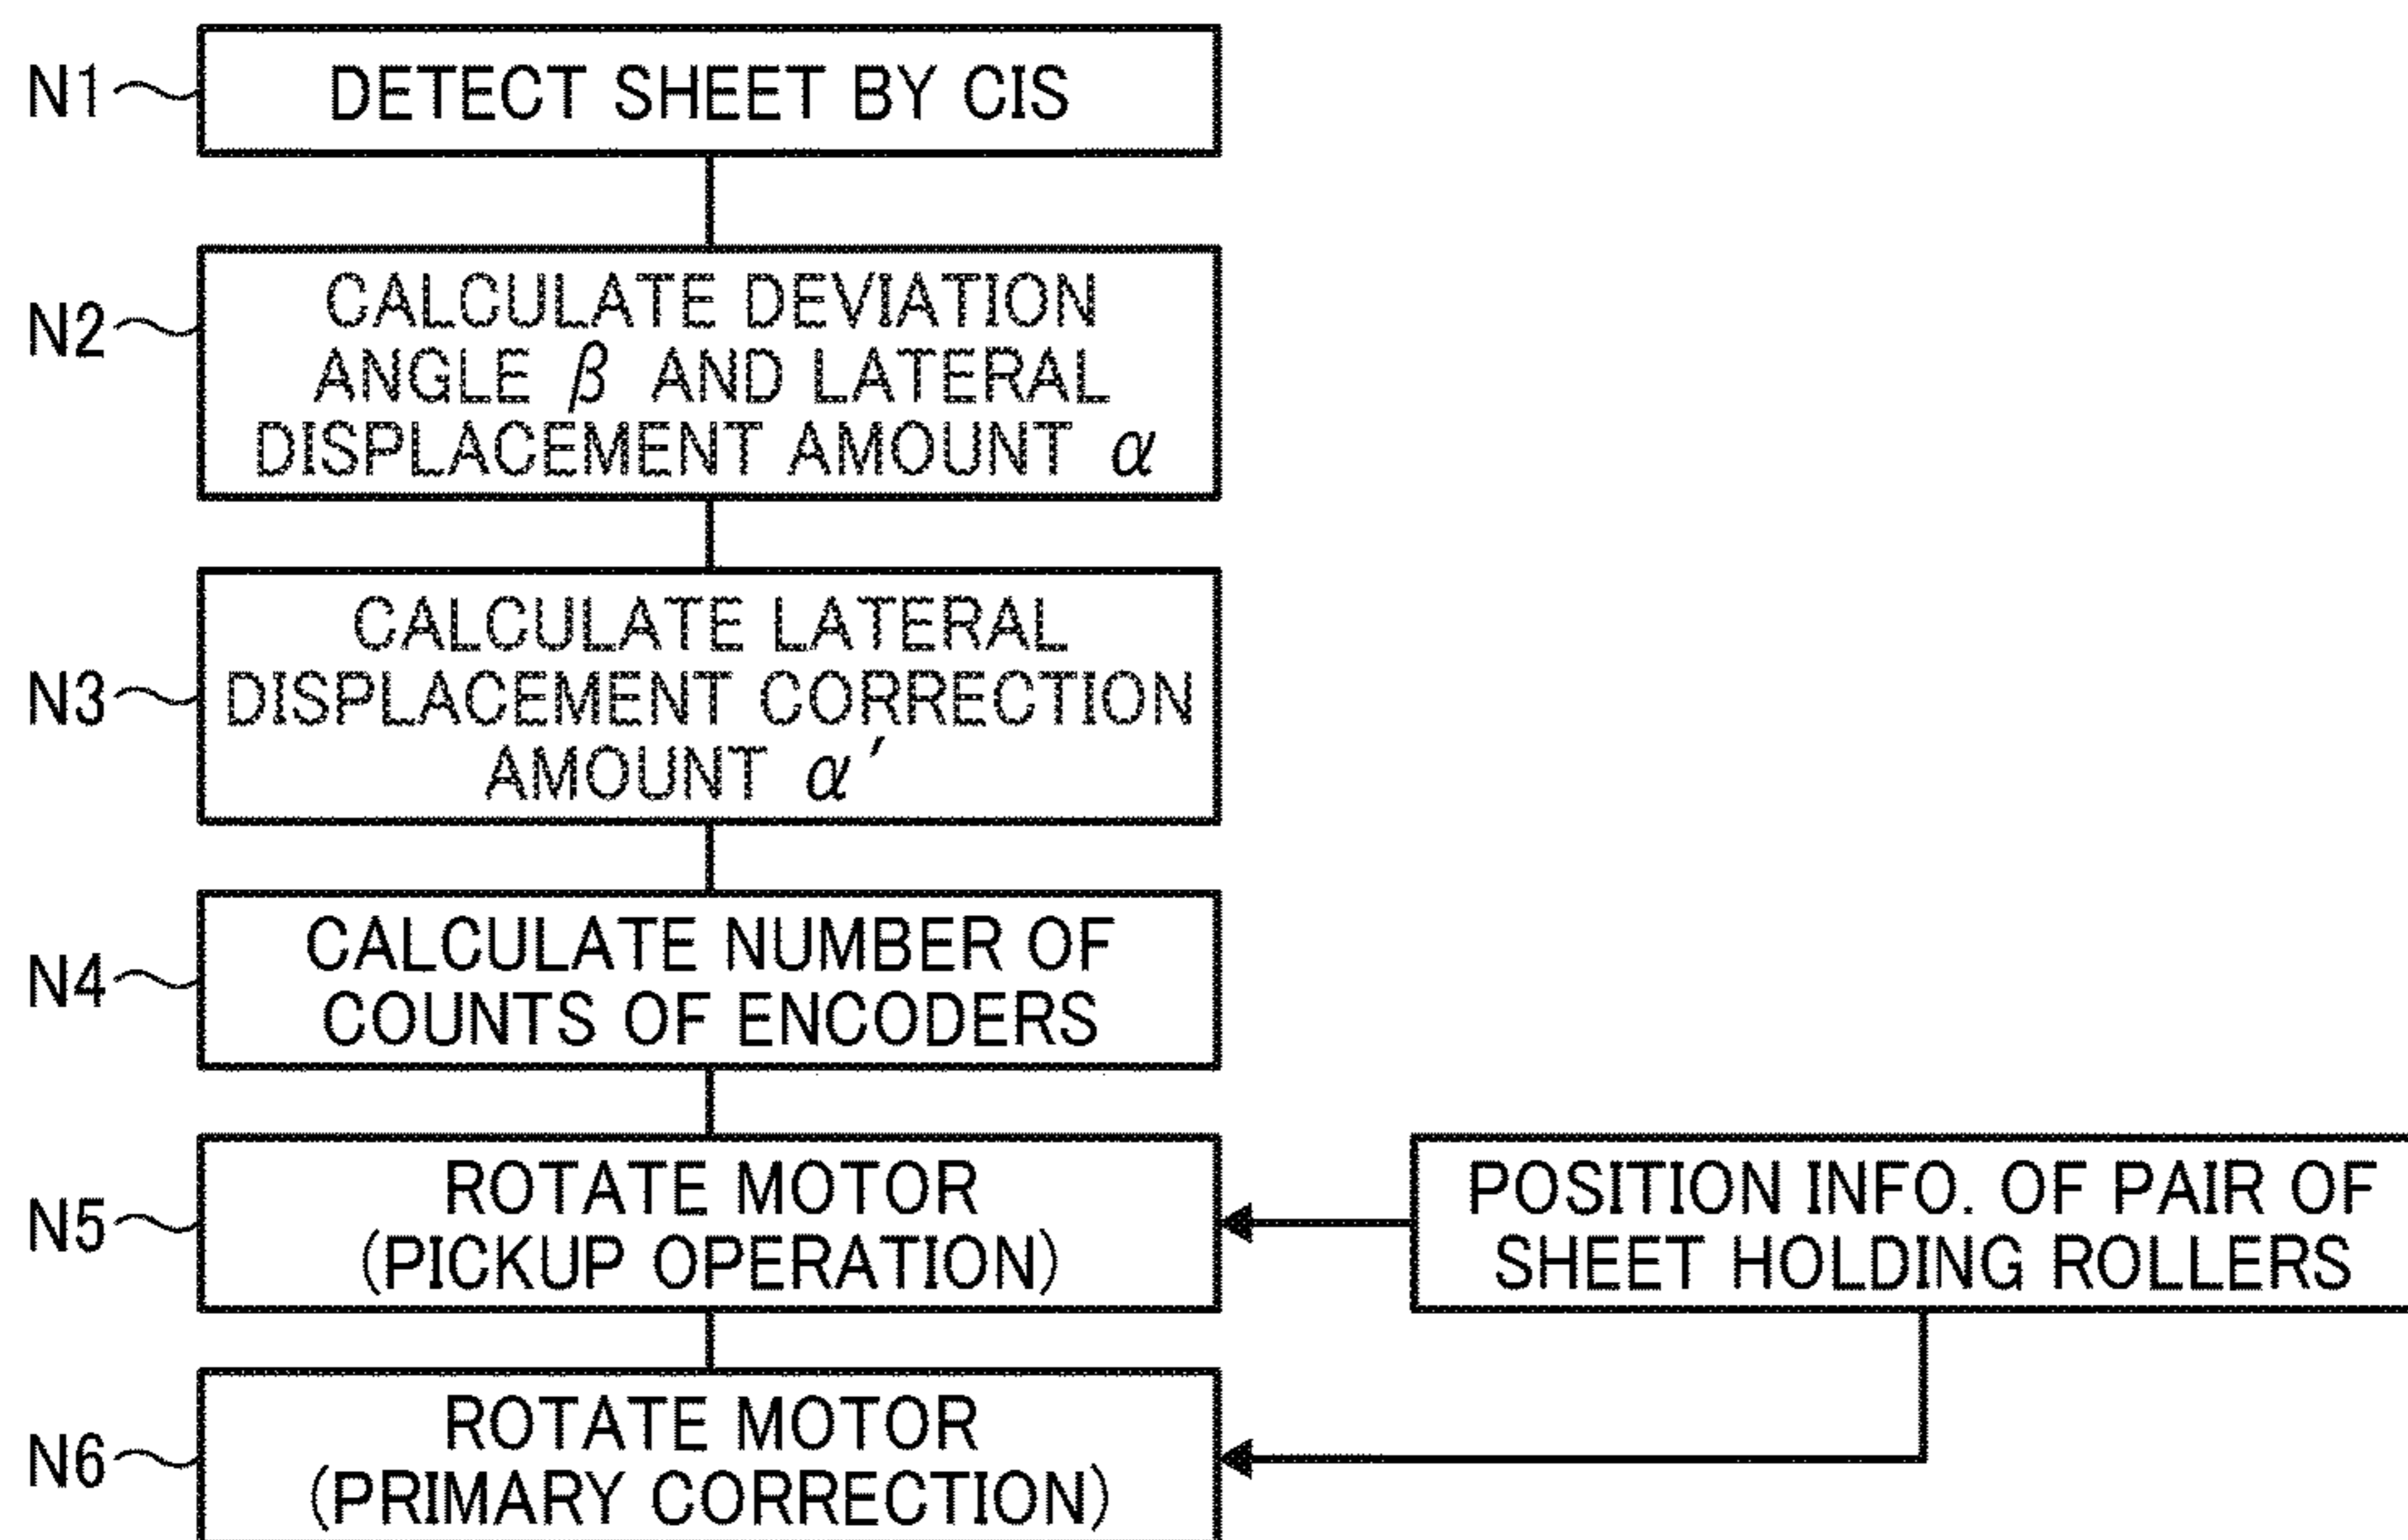 N1
DETECT SHEET BY CIS
N2
CALCULATE DEVIATION
ANGLE β AND LATERAL
DISPLACEMENT AMOUNT α
N3
CALCULATE LATERAL
DISPLACEMENT CORRECTION
AMOUNT α′
N4
CALCULATE NUMBER OF
COUNTS OF ENCODERS
N5
ROTATE MOTOR
(PICKUP OPERATION)
POSITION INFO. OF PAIR OF
SHEET HOLDING ROLLERS
N6
ROTATE MOTOR
(PRIMARY CORRECTION)